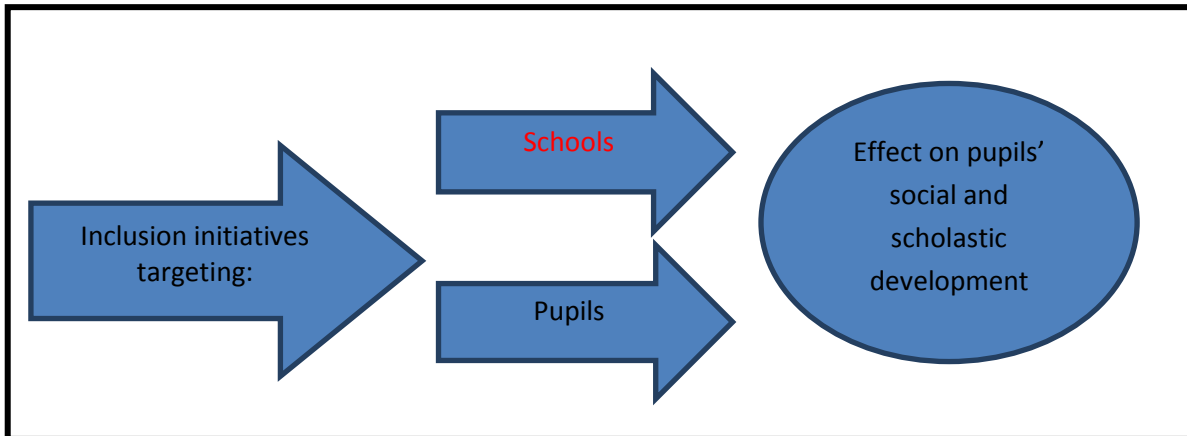 Inclusion initiatives
targeting:
Schools
Pupils
Effect on pupils’
social and
scholastic
development